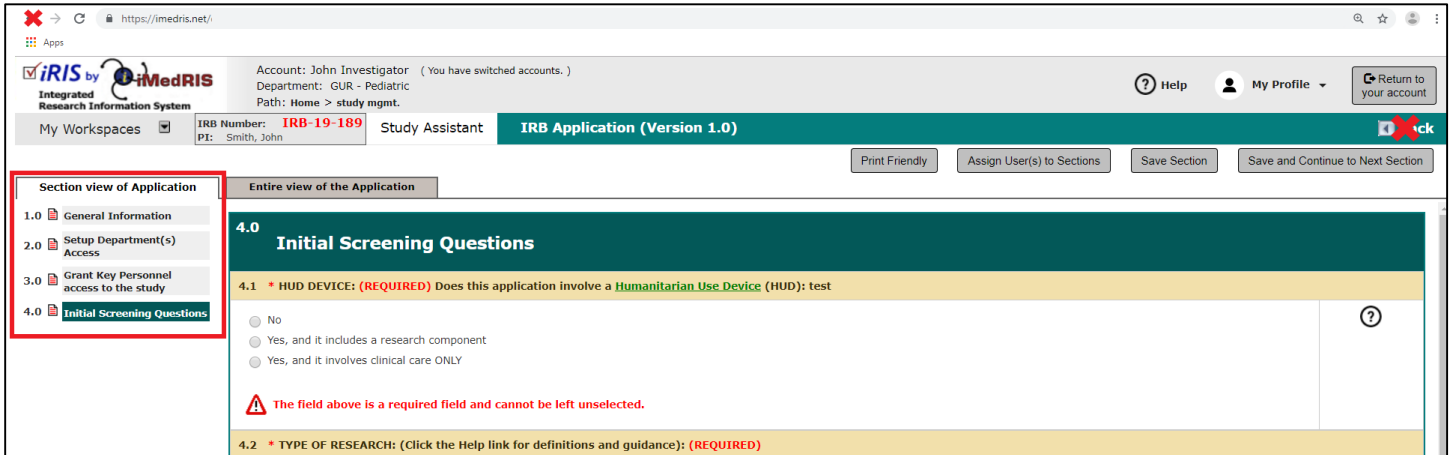 https://imedris.net/
Apps
iRIS by iMedRIS
Integrated
Research Information System
Account: John Investigator ( You have switched accounts. )
Department: GUR - Pediatric
Path: Home > study mgmt.
Help
My Profile
Return to
your account
My Workspaces
IRB Number: IRB-19-189
PI: Smith, John
Study Assistant
IRB Application (Version 1.0)
Print Friendly
Assign User(s) to Sections
Save Section
Save and Continue to Next Section
Section view of Application
Entire view of the Application
1.0 General Information
2.0 Setup Department(s)
Access
3.0 Grant Key Personnel
access to the study
4.0 Initial Screening Questions
4.0
Initial Screening Questions
4.1 * HUD DEVICE: (REQUIRED) Does this application involve a Humanitarian Use Device (HUD): test
No
Yes, and it includes a research component
Yes, and it involves clinical care ONLY
The field above is a required field and cannot be left unselected.
4.2 * TYPE OF RESEARCH: (Click the Help link for definitions and guidance): (REQUIRED)